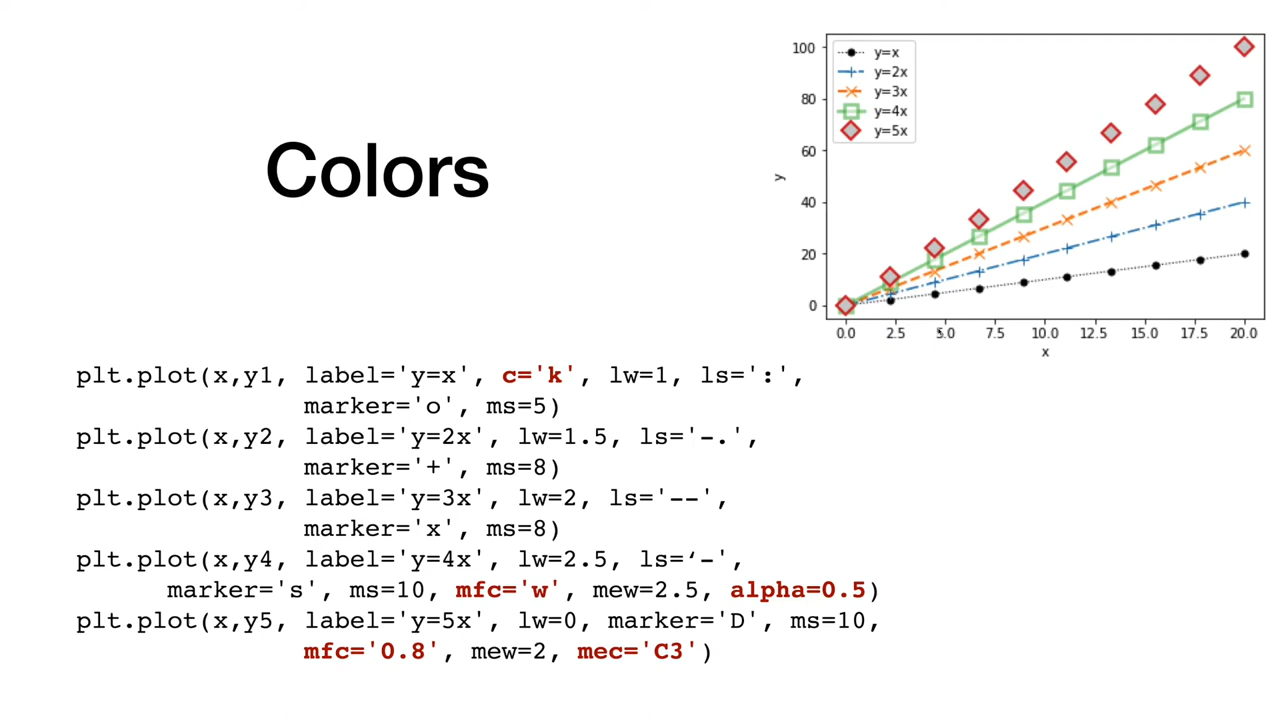 Colors
100
80
60
40
20
0
y
0.0 2.5 5.0 7.5 10.0 12.5 15.0 17.5 20.0
x
y=x
y=2x
y=3x
y=4x
y=5x
plt.plot(x,y1, label='y=x', c='k', lw=1, ls=':',
marker='o', ms=5)
plt.plot(x,y2, label='y=2x', lw=1.5, ls='-.',
marker='+', ms=8)
plt.plot(x,y3, label='y=3x', lw=2, ls='--',
marker='x', ms=8)
plt.plot(x,y4, label='y=4x', lw=2.5, ls=‘-',
marker='s', ms=10, mfc='w', mew=2.5, alpha=0.5)
plt.plot(x,y5, label='y=5x', lw=0, marker='D', ms=10,
mfc='0.8', mew=2, mec='C3')